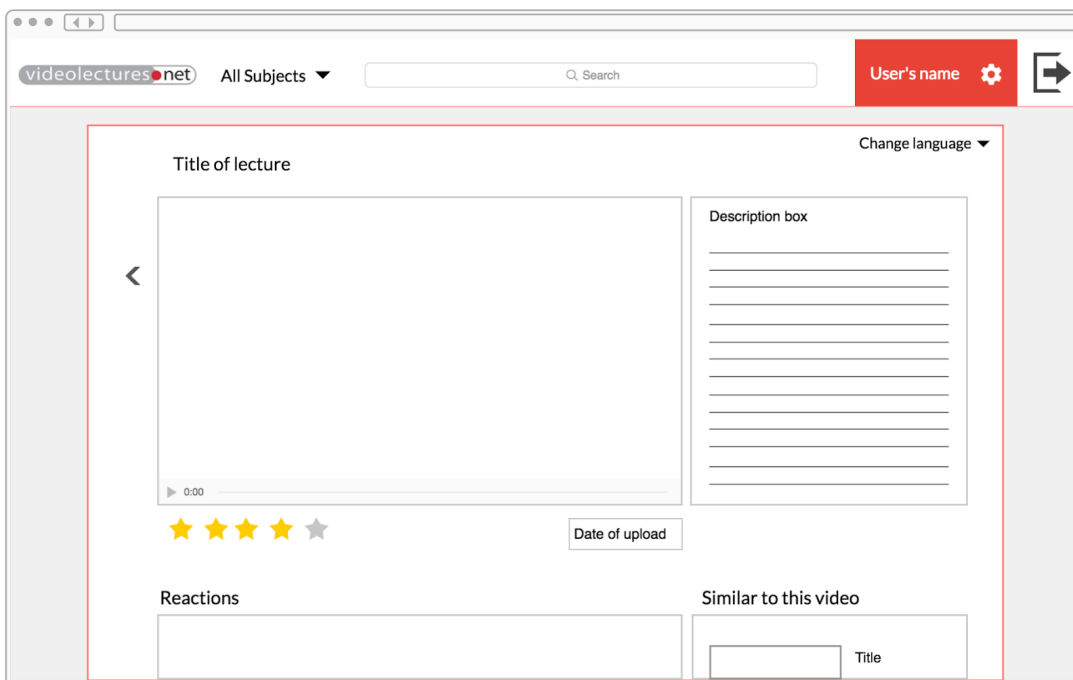 videolectures.net
All Subjects
Search
User's name
Change language
Title of lecture
Description box
0:00
Date of upload
Reactions
Similar to this video
Title